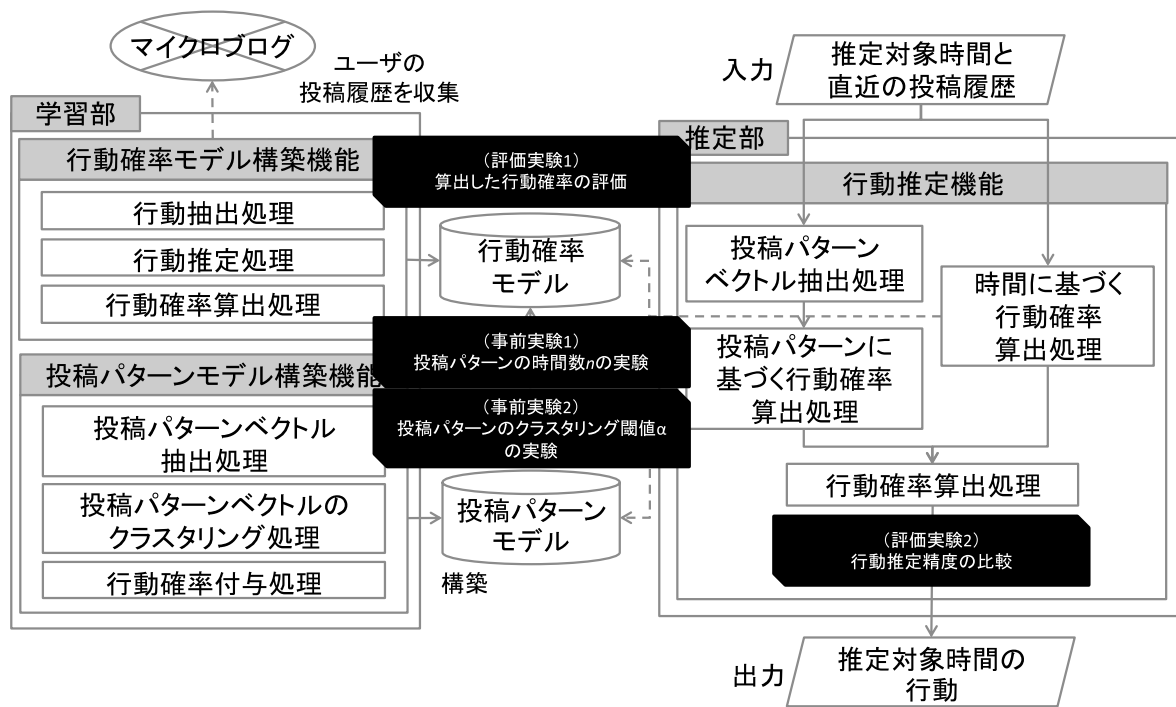 マイクロブログ
ユーザの
投稿履歴を収集
学習部
行動確率モデル構築機能
行動抽出処理
行動推定処理
行動確率算出処理
投稿パターンモデル構築機能
投稿パターンベクトル
抽出処理
投稿パターンベクトルの
クラスタリング処理
行動確率付与処理
(評価実験1)
算出した行動確率の評価
行動確率
モデル
(事前実験1)
投稿パターンの時間数nの実験
(事前実験2)
投稿パターンのクラスタリング閾値α
の実験
投稿パターン
モデル
構築
入力
推定対象時間と
直近の投稿履歴
推定部
行動推定機能
投稿パターン
ベクトル抽出処理
時間に基づく
行動確率
算出処理
投稿パターンに
基づく行動確率
算出処理
行動確率算出処理
(評価実験2)
行動推定精度の比較
出力
推定対象時間の
行動